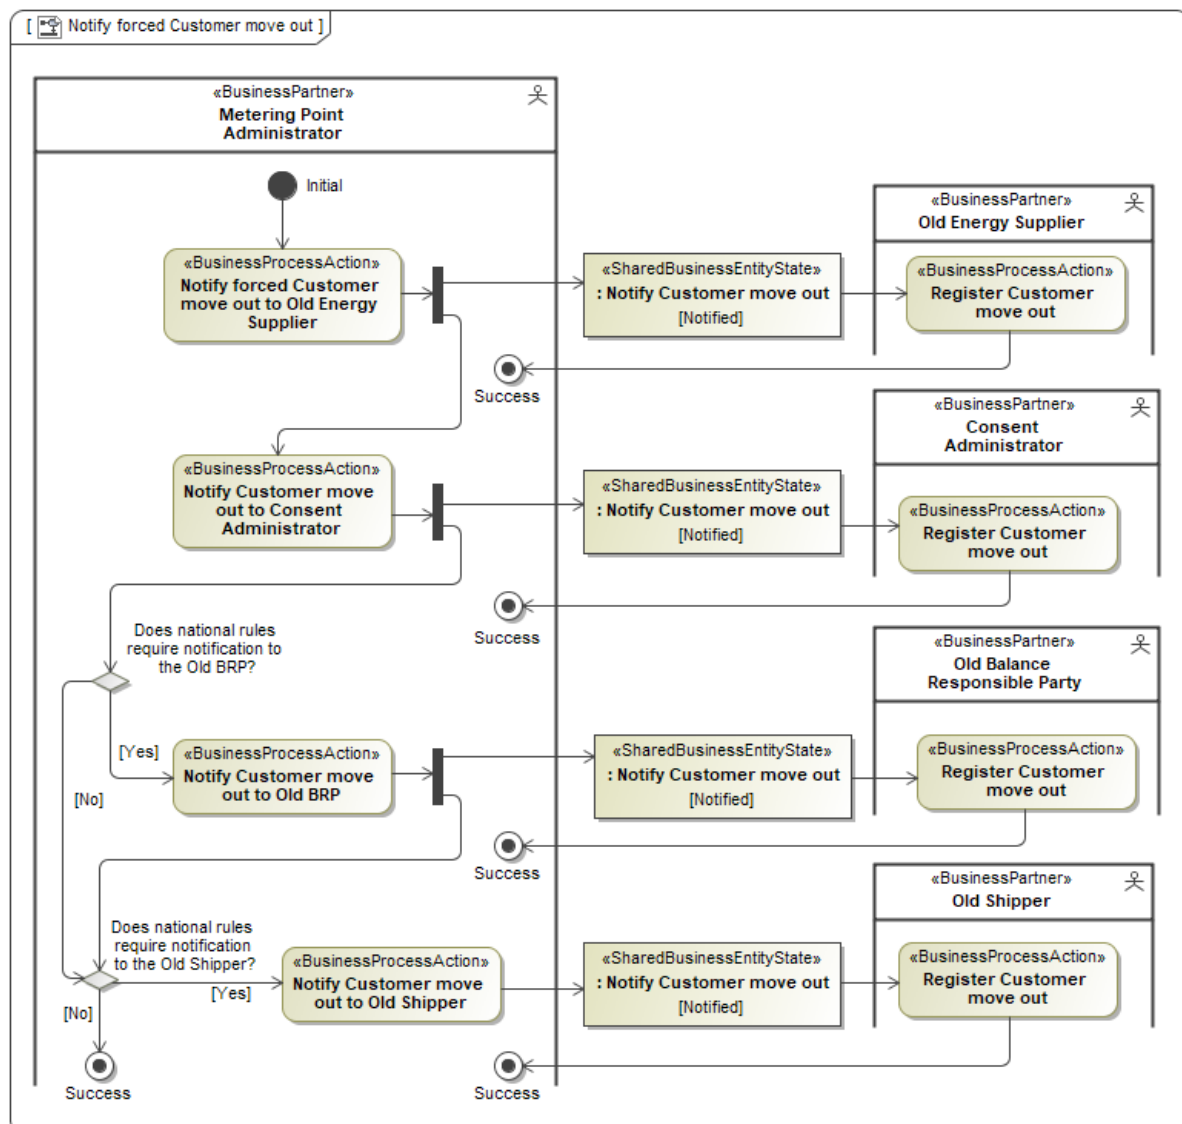 [ Notify forced Customer move out ]
«BusinessPartner»
Metering Point
Administrator
Initial
«BusinessPartner»
Old Energy Supplier
«BusinessProcessAction»
Notify forced Customer
move out to Old Energy
Supplier
«SharedBusinessEntityState»
: Notify Customer move out
[Notified]
«BusinessProcessAction»
Register Customer
move out
Success
«BusinessPartner»
Consent
Administrator
«BusinessProcessAction»
Notify Customer move
out to Consent
Administrator
«SharedBusinessEntityState»
: Notify Customer move out
[Notified]
«BusinessProcessAction»
Register Customer
move out
Success
Does national rules
require notification to
the Old BRP?
«BusinessPartner»
Old Balance
Responsible Party
[Yes]
[No]
«BusinessProcessAction»
Notify Customer move
out to Old BRP
«SharedBusinessEntityState»
: Notify Customer move out
[Notified]
«BusinessProcessAction»
Register Customer
move out
Success
«BusinessPartner»
Old Shipper
Does national rules
require notification
to the Old Shipper?
[Yes]
[No]
«BusinessProcessAction»
Notify Customer move
out to Old Shipper
«SharedBusinessEntityState»
: Notify Customer move out
[Notified]
«BusinessProcessAction»
Register Customer
move out
Success
Success